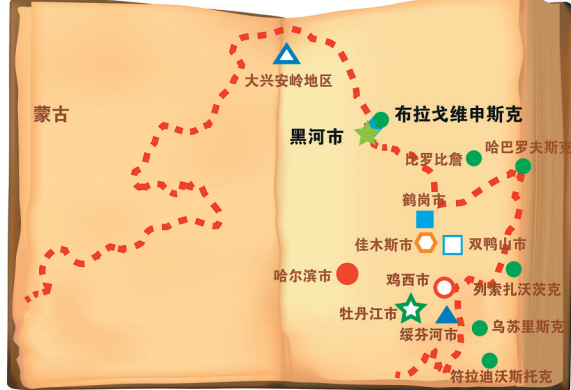 大兴安岭地区
蒙古
布拉戈维申斯克
黑河市
哈巴罗夫斯克
比罗比詹
鹤岗市
佳木斯市
双鸭山市
哈尔滨市
鸡西市
列索扎沃茨克
牡丹江市
乌苏里斯克
绥芬河市
符拉迪沃斯托克